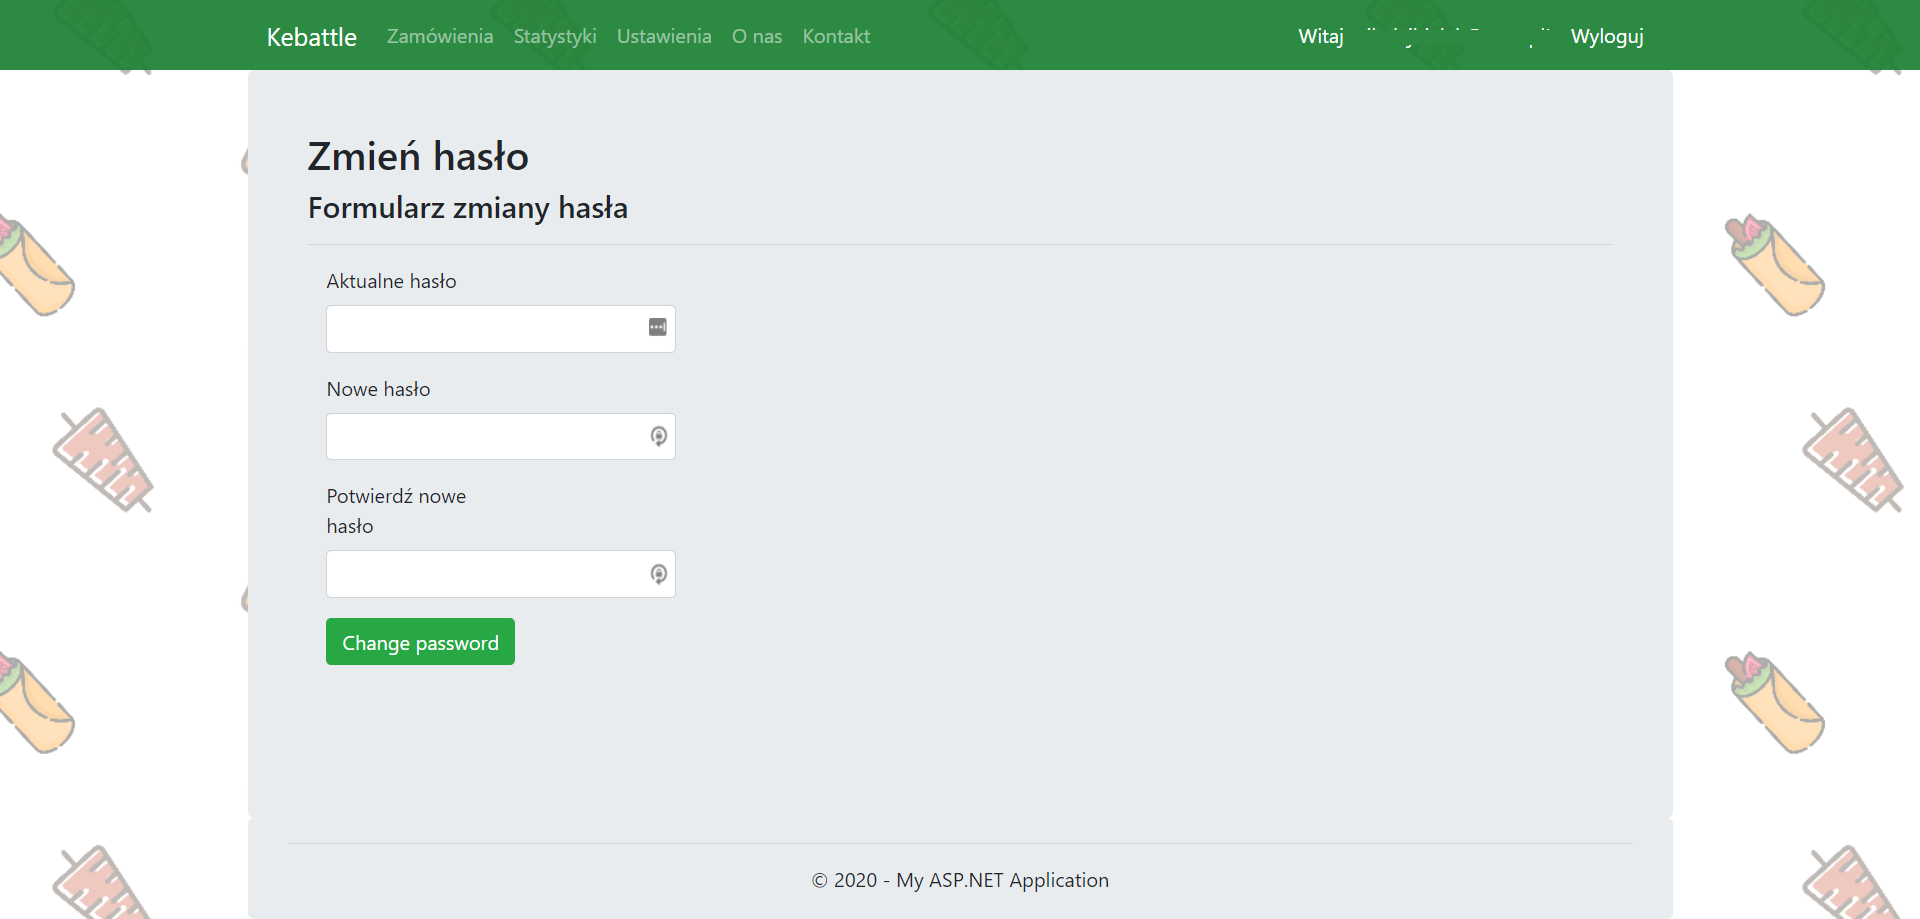 Kebattle Zamówienia Statystyki Ustawienia O nas Kontakt Witaj Wyloguj
Zmień hasło
Formularz zmiany hasła
Aktualne hasło
Nowe hasło
Potwierdź nowe
hasło
Change password
© 2020 - My ASP.NET Application